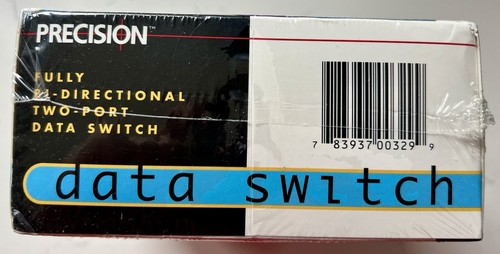 PRECISION™
FULLY
BI-DIRECTIONAL
TWO-PORT
DATA SWITCH
7 83937 00329 9
data switch